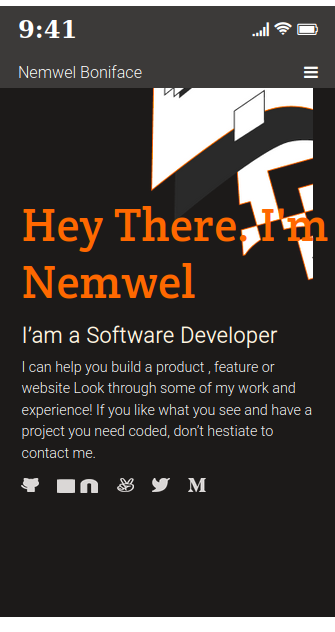 9:41
Nemwel Boniface
Hey There. I'm
Nemwel
I'am a Software Developer
I can help you build a product , feature or
website Look through some of my work and
experience! If you like what you see and have a
project you need coded, don't hestiate to
contact me.